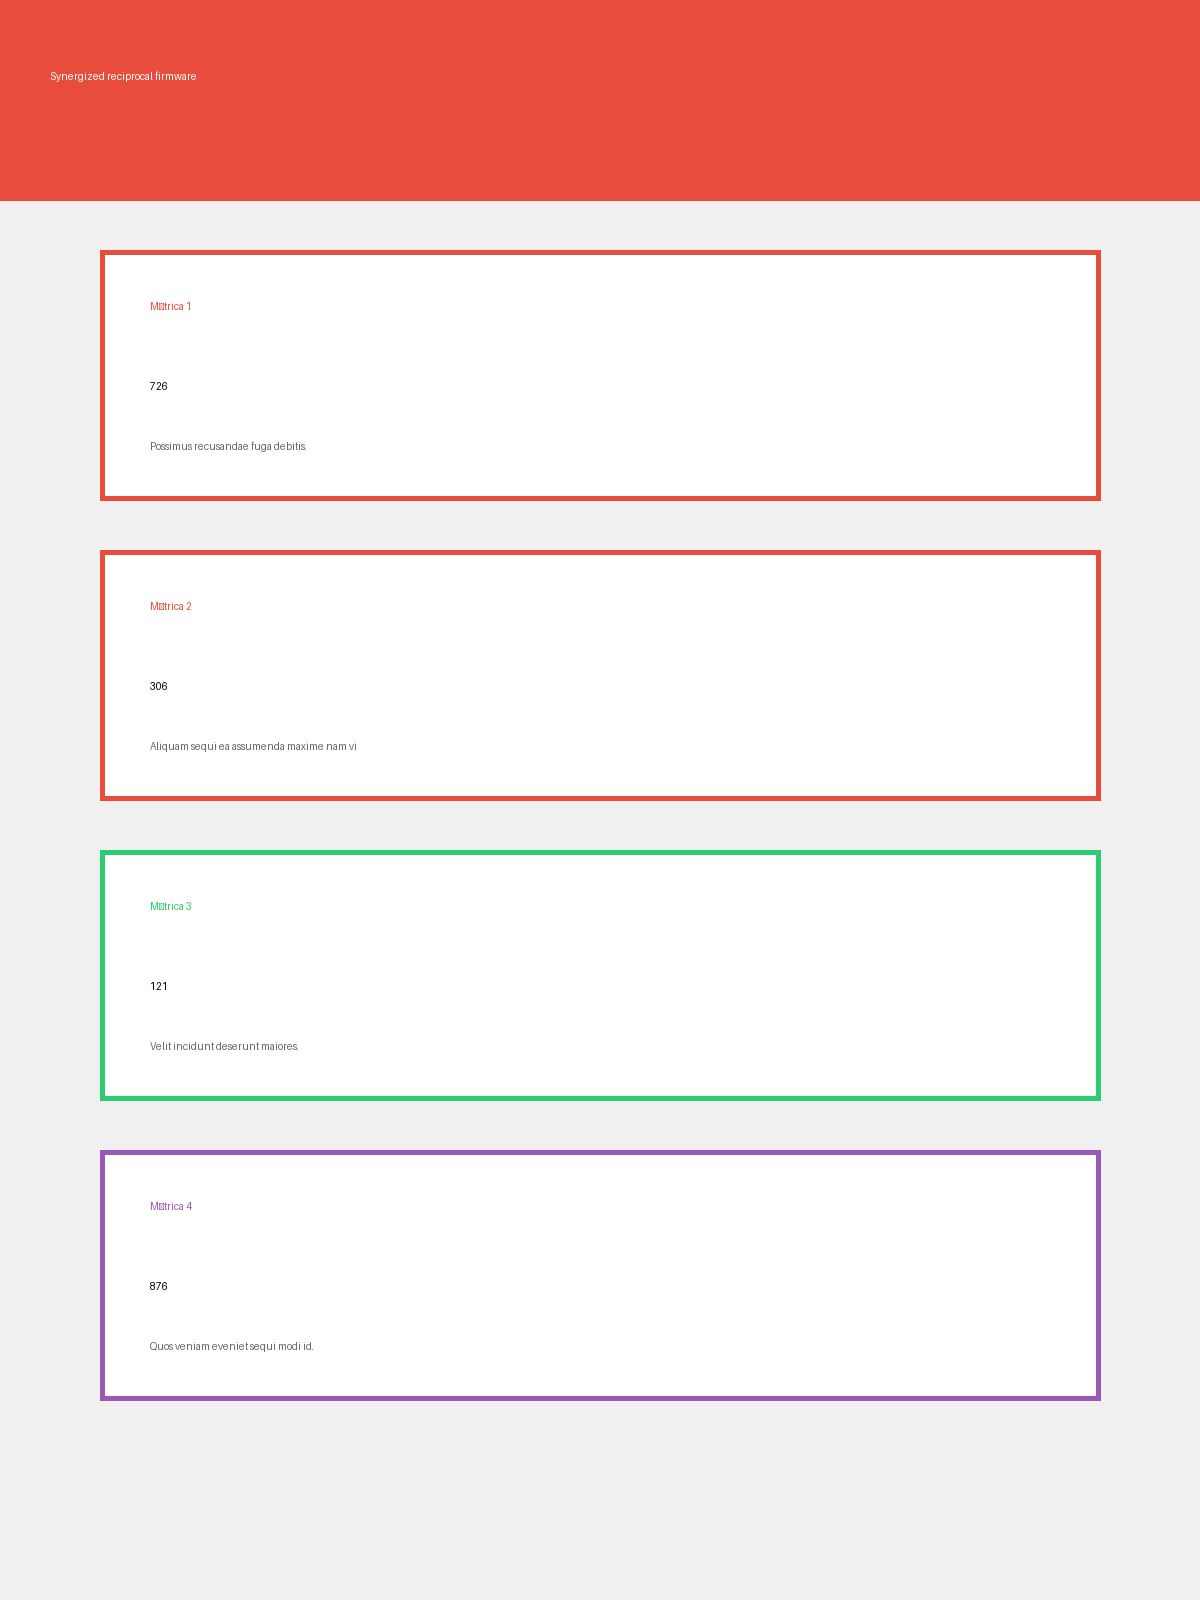 Synergized reciprocal firmware
M▯trica 1
726
Possimus recusandae fuga debitis.
M▯trica 2
306
Aliquam sequi ea assumenda maxime nam vi
M▯trica 3
121
Velit incidunt deserunt maiores.
M▯trica 4
876
Quos veniam eveniet sequi modi id.